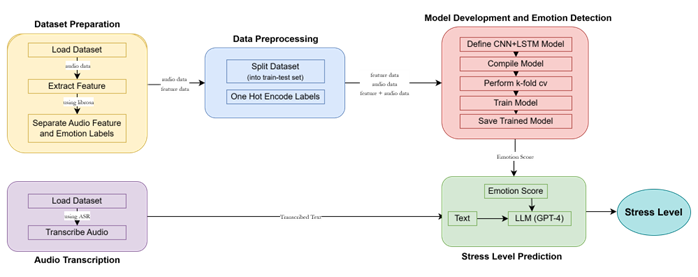 Dataset Preparation
Load Dataset
audio data
Extract Feature
using librosa
Separate Audio Feature
and Emotion Labels
audio data
feature data
Data Preprocessing
Split Dataset
(into train-test set)
One Hot Encode Labels
feature data
audio data
feature + audio data
Model Development and Emotion Detection
Define CNN+LSTM Model
Compile Model
Perform k-fold cv
Train Model
Save Trained Model
Emotion Score
Load Dataset
using ASR
Transcribe Audio
Audio Transcription
Transcribed Text
Emotion Score
Text
LLM (GPT-4)
Stress Level Prediction
Stress Level